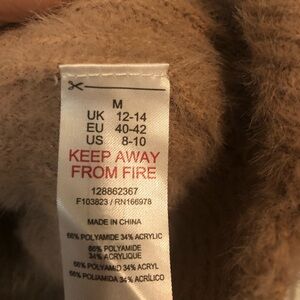 M
UK 12-14
EU 40-42
US 8-10
KEEP AWAY
FROM FIRE
128862367
F103823 / RN166978
MADE IN CHINA
66% POLYAMIDE 34% ACRYLIC
66% POLYAMIDE
34% ACRYLIQUE
66% POLYAMID 34% ACRYL
66% POLIAMIDA 34% ACRÍLICO